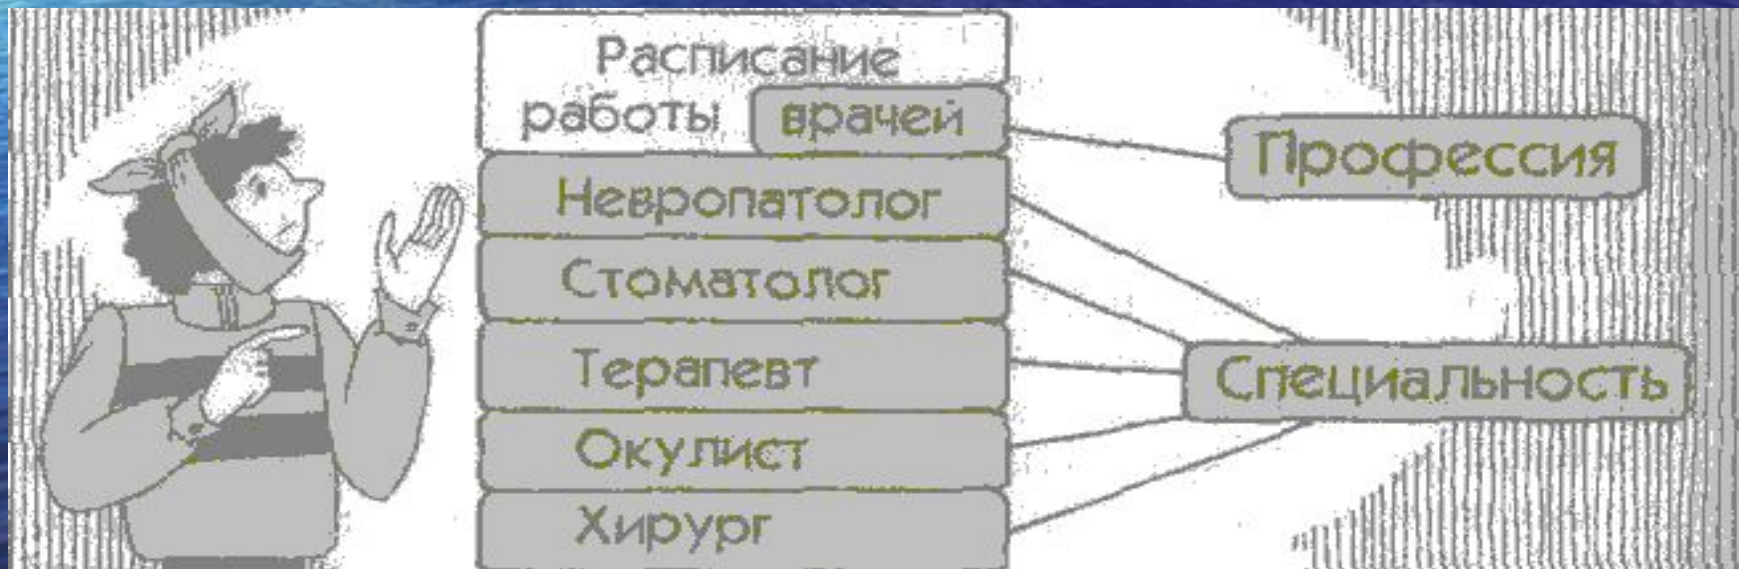 Расписание
работы врачей
Профессия
Невропатолог
Стоматолог
Терапевт
Специальность
Окулист
Хирург